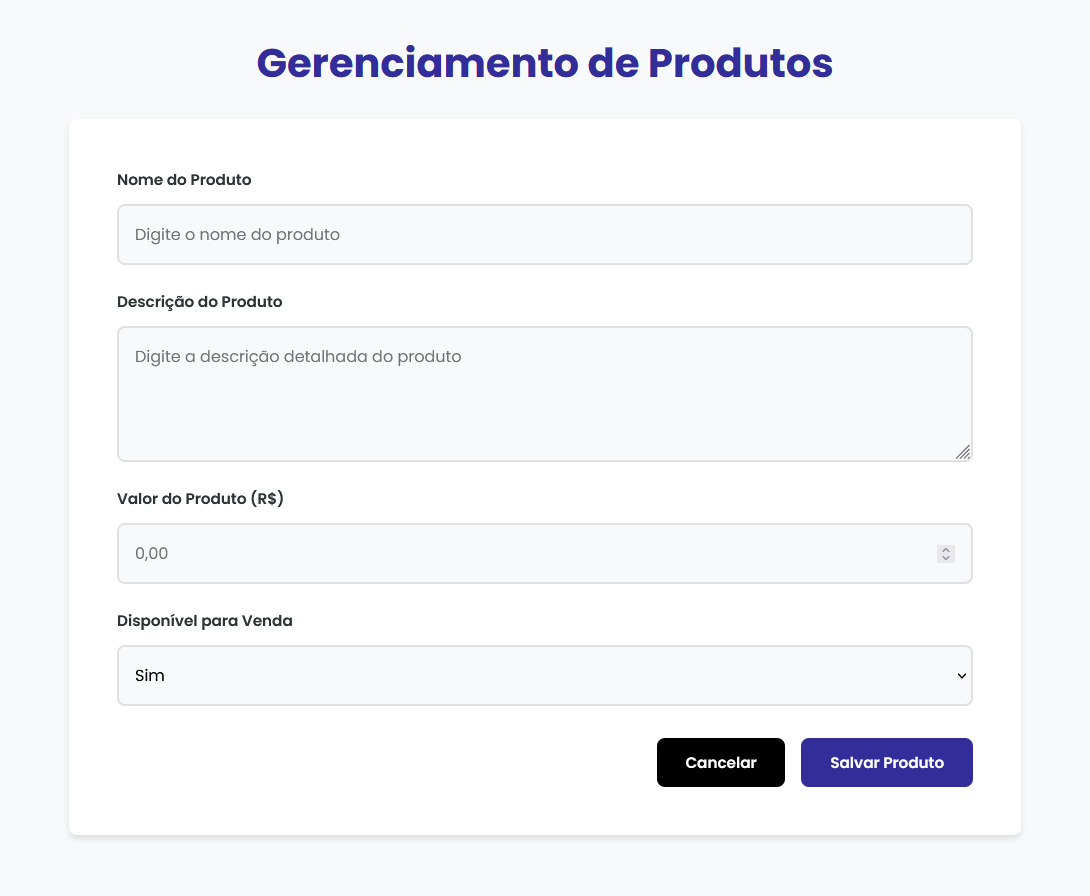 Gerenciamento de Produtos
Nome do Produto
Digite o nome do produto
Descrição do Produto
Digite a descrição detalhada do produto
Valor do Produto (R$)
0,00
Disponível para Venda
Sim
Cancelar Salvar Produto